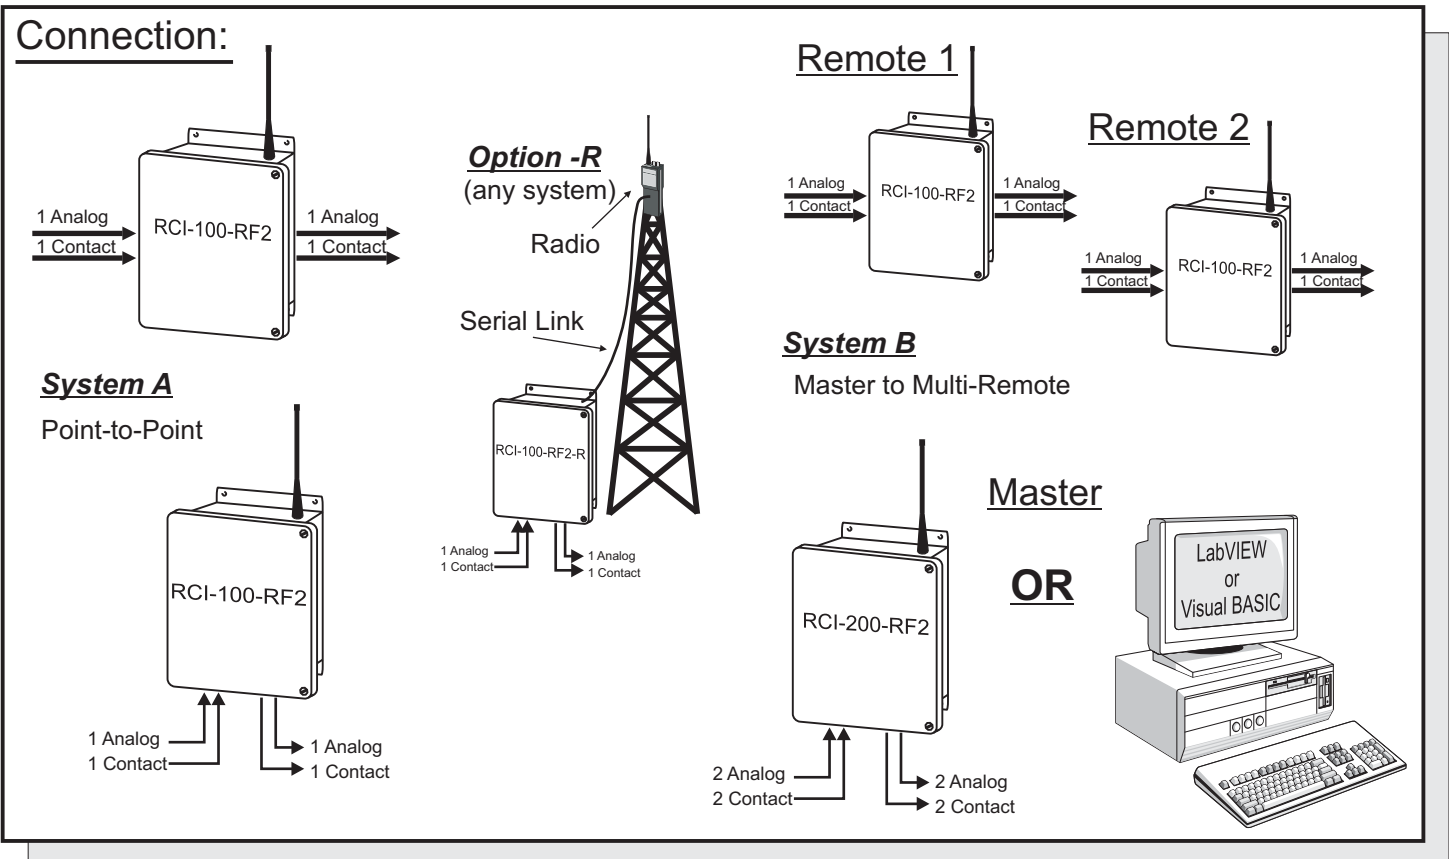 Connection:
RCI-100-RF2
1 Analog
1 Contact
1 Analog
1 Contact
System A
Point-to-Point
RCI-100-RF2
1 Analog
1 Contact
1 Analog
1 Contact
Option -R
(any system)
Radio
Serial Link
RCI-100-RF2-R
1 Analog
1 Contact
1 Analog
1 Contact
Remote 1
1 Analog
1 Contact
RCI-100-RF2
1 Analog
1 Contact
Remote 2
1 Analog
1 Contact
RCI-100-RF2
1 Analog
1 Contact
System B
Master to Multi-Remote
RCI-200-RF2
2 Analog
2 Contact
2 Analog
2 Contact
Master
OR
LabVIEW
or
Visual BASIC